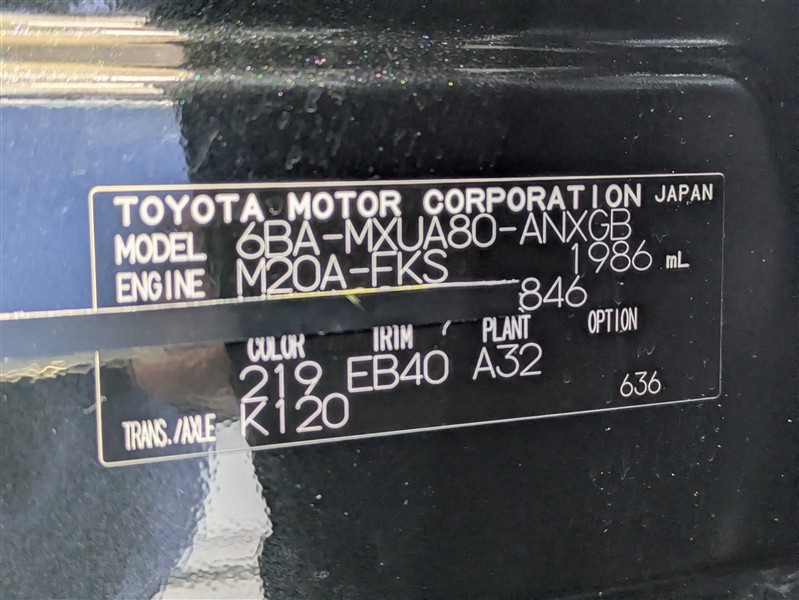 TOYOTA MOTOR CORPORATION JAPAN
MODEL 6BA-MXUA80-ANXGB
ENGINE M20A-FKS 1986 mL
846
COLOR TRIM PLANT OPTION
219 EB40 A32 636
TRANS./AXLE K120